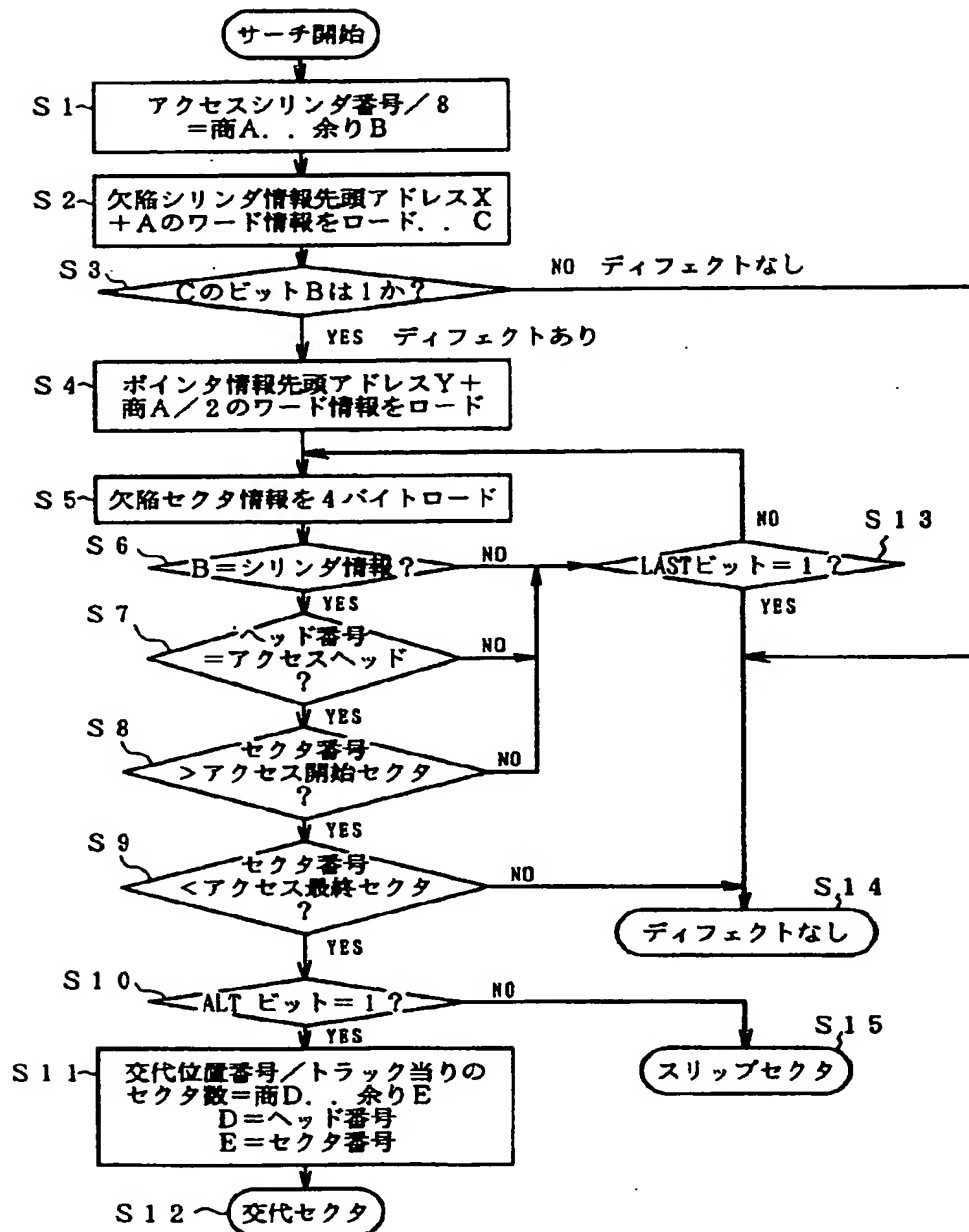 サーチ開始
S1
アクセスシリンダ番号/8
=商A..余りB
S2
欠陥シリンダ情報先頭アドレスX
+Aのワード情報をロード..C
S3
CのビットBは1か?
NO ディフェクトなし
YES ディフェクトあり
S4
ポインタ情報先頭アドレスY+
商A/2のワード情報をロード
S5
欠陥セクタ情報を4バイトロード
NO
S13
S6
B=シリンダ情報?
NO
LASTビット=1?
YES
YES
S7
ヘッド番号
=アクセスヘッド
?
NO
YES
S8
セクタ番号
>アクセス開始セクタ
?
NO
YES
S9
セクタ番号
<アクセス最終セクタ
?
NO
YES
S14
ディフェクトなし
S10
ALT ビット=1?
NO
YES
S15
スリップセクタ
S11
交代位置番号/トラック当りの
セクタ数=商D..余りE
D=ヘッド番号
E=セクタ番号
S12
交代セクタ